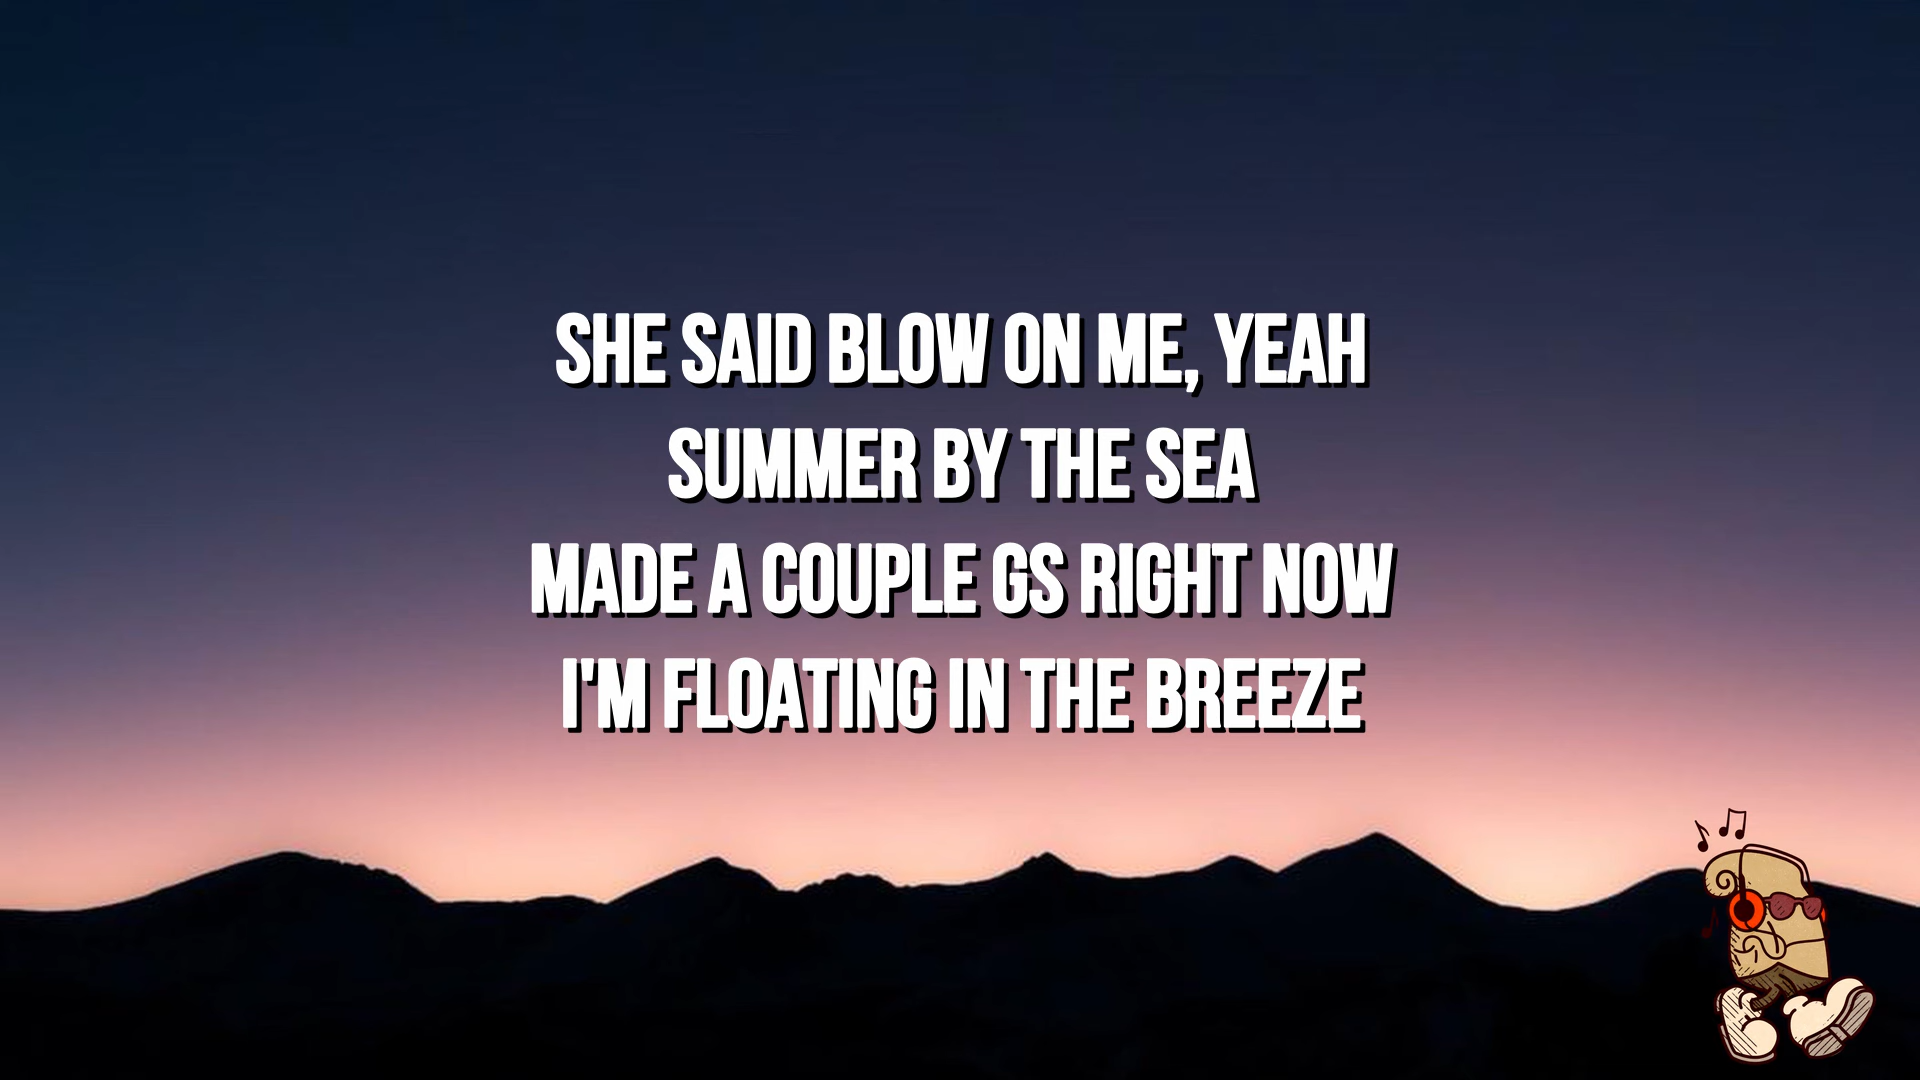 SHE SAID BLOW ON ME, YEAH
SUMMER BY THE SEA
MADE A COUPLE GS RIGHT NOW
I'M FLOATING IN THE BREEZE